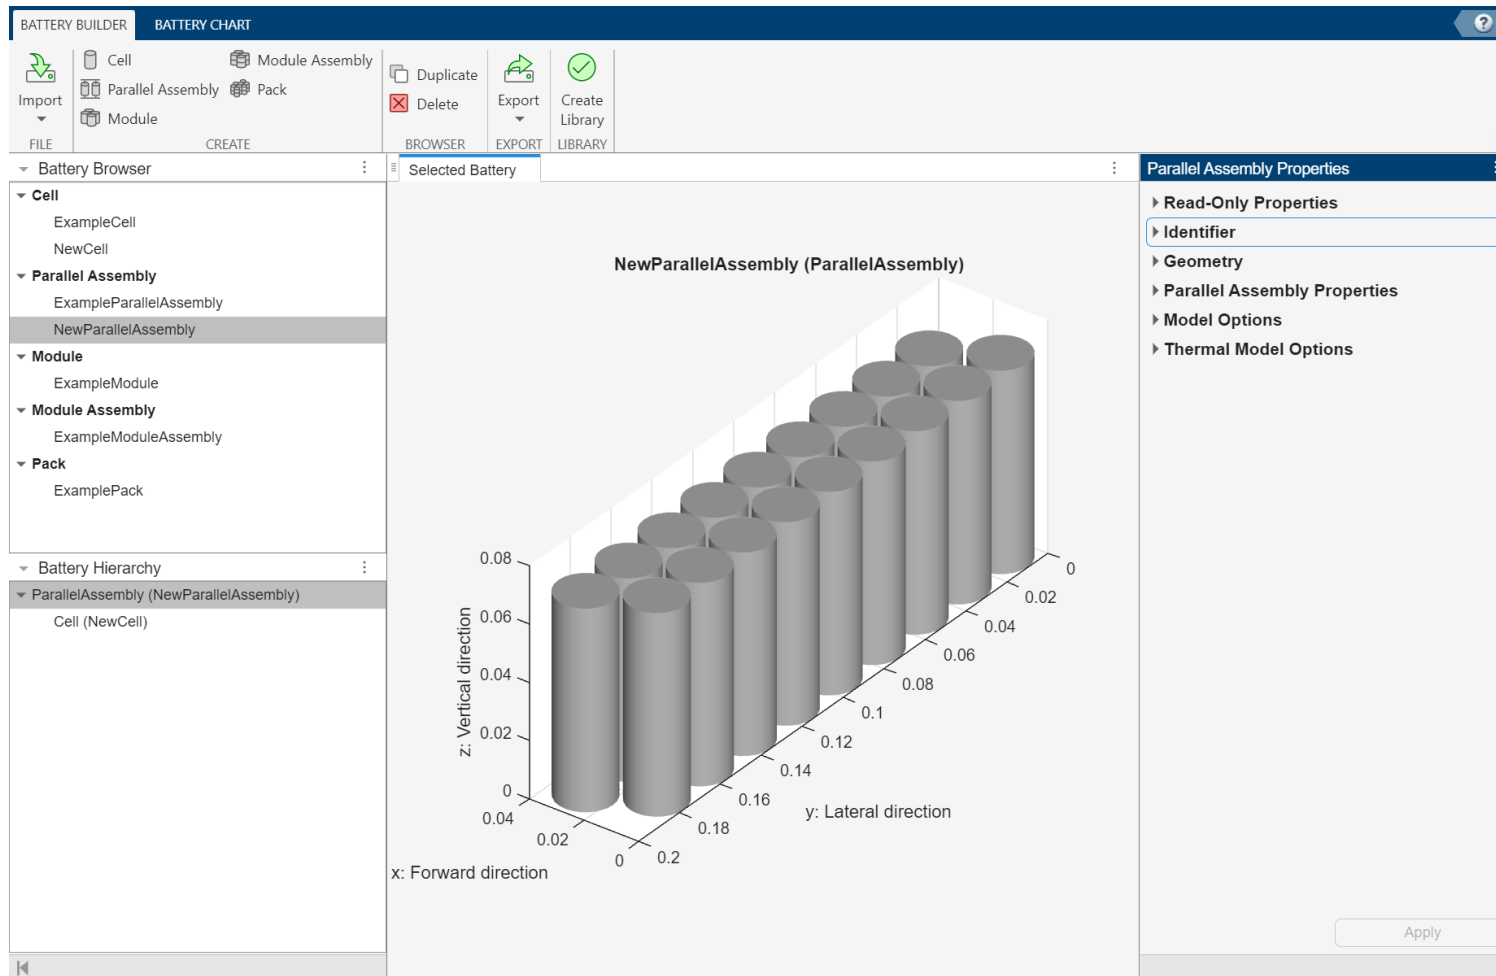 BATTERY BUILDER
BATTERY CHART
?
Import
FILE
Cell
Parallel Assembly
Module
Module Assembly
Pack
CREATE
Duplicate
Delete
BROWSER
Export
EXPORT
Create
Library
LIBRARY
Battery Browser
Cell
ExampleCell
NewCell
Parallel Assembly
ExampleParallelAssembly
NewParallelAssembly
Module
ExampleModule
Module Assembly
ExampleModuleAssembly
Pack
ExamplePack
Battery Hierarchy
ParallelAssembly (NewParallelAssembly)
Cell (NewCell)
Selected Battery
NewParallelAssembly (ParallelAssembly)
z: Vertical direction
0.08
0.06
0.04
0.02
0
0.04
0.02
0
x: Forward direction
0
0.02
0.04
0.06
0.08
0.1
0.12
0.14
0.16
0.18
0.2
y: Lateral direction
Parallel Assembly Properties
Read-Only Properties
Identifier
Geometry
Parallel Assembly Properties
Model Options
Thermal Model Options
Apply